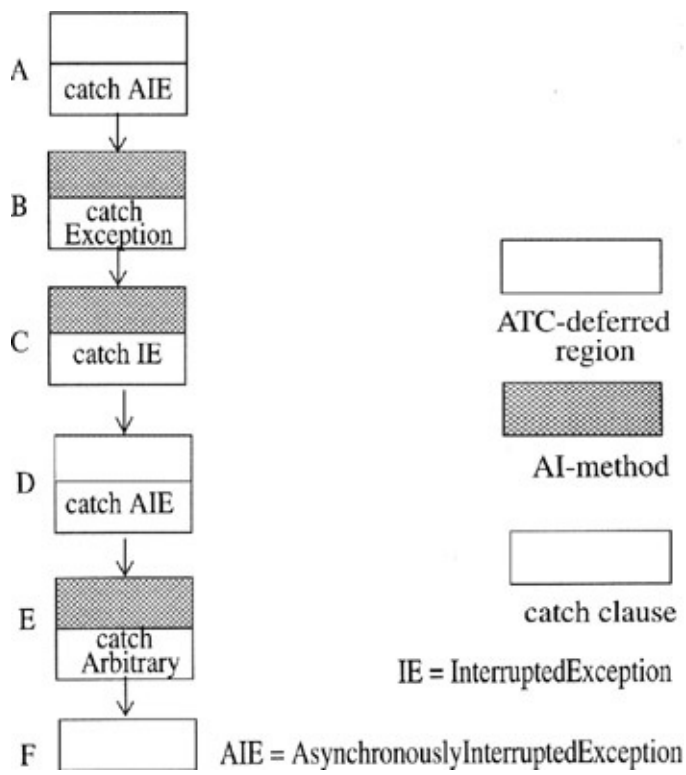 A
catch AIE
B
catch
Exception
C
catch IE
D
catch AIE
E
catch
Arbitrary
F
ATC-deferred
region
AI-method
catch clause
IE = InterruptedException
AIE = AsynchronouslyInterruptedException